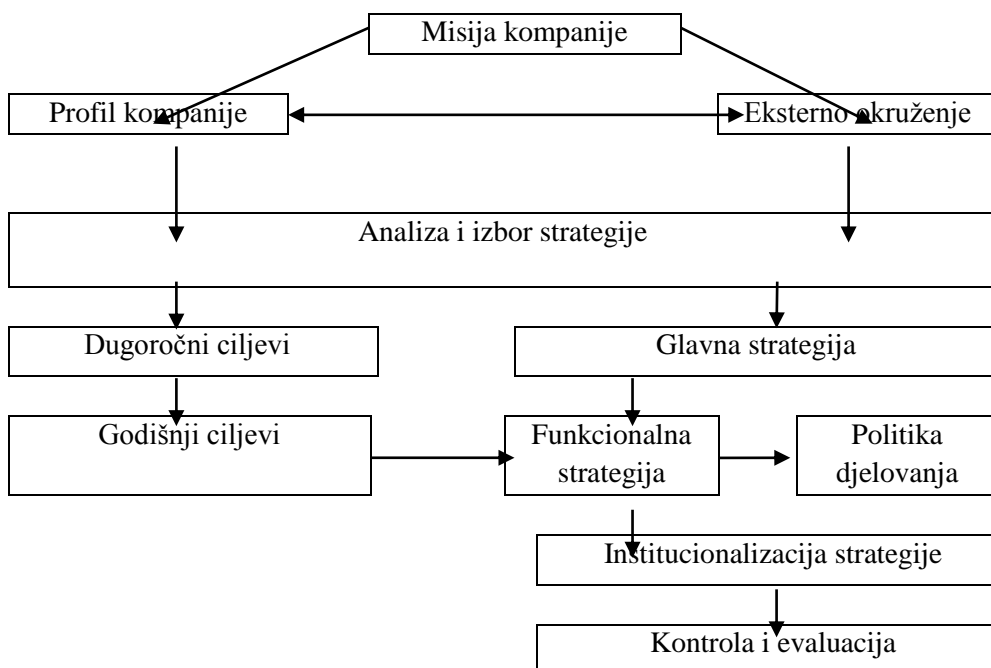 Misija kompanije
Profil kompanije
Eksterno okruženje
Analiza i izbor strategije
Dugoročni ciljevi
Glavna strategija
Godišnji ciljevi
Funkcionalna
strategija
Politika
djelovanja
Institucionalizacija strategije
Kontrola i evaluacija